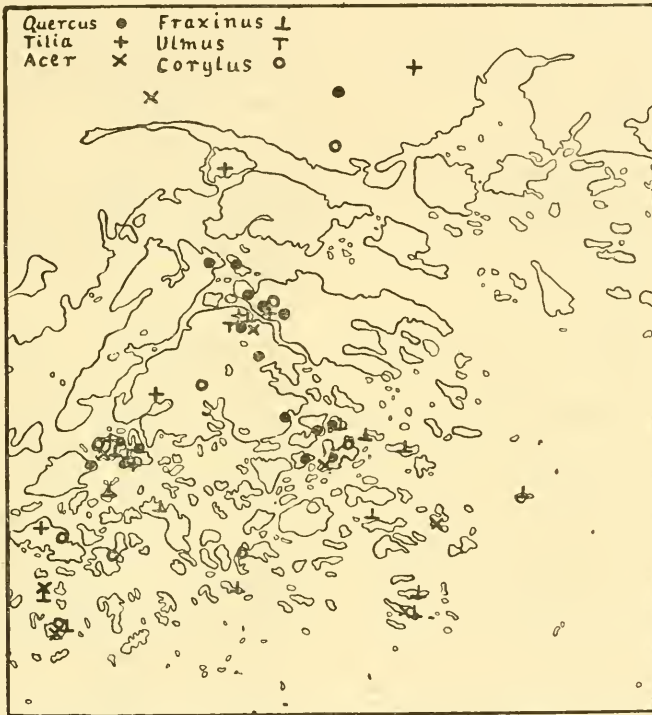 Quercus ● Fraxinus ⊥
Tilia + Ulmus T
Acer × Corylus ○